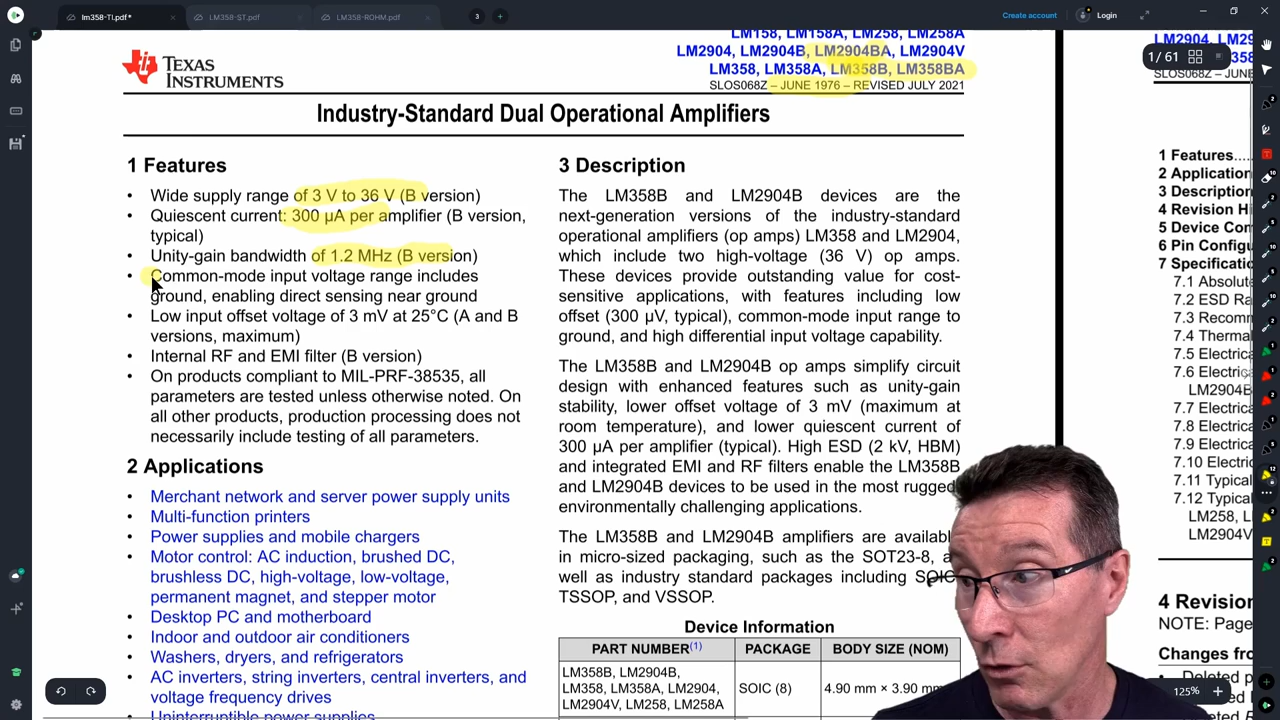 lm358-TI.pdf*
LM358-ST.pdf
LM358-ROHM.pdf
3
Create account
Login
LM158, LM158A, LM258, LM258A
LM2904, LM2904B, LM2904BA, LM2904V
LM358, LM358A, LM358B, LM358BA
SLOS068Z – JUNE 1976 – REVISED JULY 2021
TEXAS
INSTRUMENTS
1/61
Industry-Standard Dual Operational Amplifiers
1 Features
• Wide supply range of 3 V to 36 V (B version)
• Quiescent current: 300 µA per amplifier (B version,
typical)
• Unity-gain bandwidth of 1.2 MHz (B version)
• Common-mode input voltage range includes
ground, enabling direct sensing near ground
• Low input offset voltage of 3 mV at 25°C (A and B
versions, maximum)
• Internal RF and EMI filter (B version)
• On products compliant to MIL-PRF-38535, all
parameters are tested unless otherwise noted. On
all other products, production processing does not
necessarily include testing of all parameters.
2 Applications
• Merchant network and server power supply units
• Multi-function printers
• Power supplies and mobile chargers
• Motor control: AC induction, brushed DC,
brushless DC, high-voltage, low-voltage,
permanent magnet, and stepper motor
• Desktop PC and motherboard
• Indoor and outdoor air conditioners
• Washers, dryers, and refrigerators
• AC inverters, string inverters, central inverters, and
voltage frequency drives
• Uninterruptible power supplies
3 Description
The LM358B and LM2904B devices are the
next-generation versions of the industry-standard
operational amplifiers (op amps) LM358 and LM2904,
which include two high-voltage (36 V) op amps.
These devices provide outstanding value for cost-
sensitive applications, with features including low
offset (300 µV, typical), common-mode input range to
ground, and high differential input voltage capability.
The LM358B and LM2904B op amps simplify circuit
design with enhanced features such as unity-gain
stability, lower offset voltage of 3 mV (maximum at
room temperature), and lower quiescent current of
300 µA per amplifier (typical). High ESD (2 kV, HBM)
and integrated EMI and RF filters enable the LM358B
and LM2904B devices to be used in the most rugged,
environmentally challenging applications.
The LM358B and LM2904B amplifiers are
in micro-sized packaging, such as the SOT23-8,
well as industry standard packages including SOIC
TSSOP, and VSSOP.
Device Information
PART NUMBER(1) PACKAGE BODY SIZE (NOM)
LM358B, LM2904B,
LM358, LM358A, LM2904,
LM2904V, LM258, LM258A
SOIC (8)
4.90 mm × 3.90 mm
LM2904, LM29
1 Features....
2 Application
3 Description
4 Revision Hi
5 Device Com
6 Pin Configu
7 Specificatio
7.1 Absolute
7.2 ESD Ra
7.3 Recomm
7.4 Thermal
7.5 Electrica
7.6 Electrica
LM2904B
7.7 Electrica
7.8 Electrica
7.9 Electrica
7.10 Electri
7.11 Typical
7.12 Typical
LM258, L
LM2904V
4 Revision
NOTE: Page
Changes fro
• Deleted p
125%